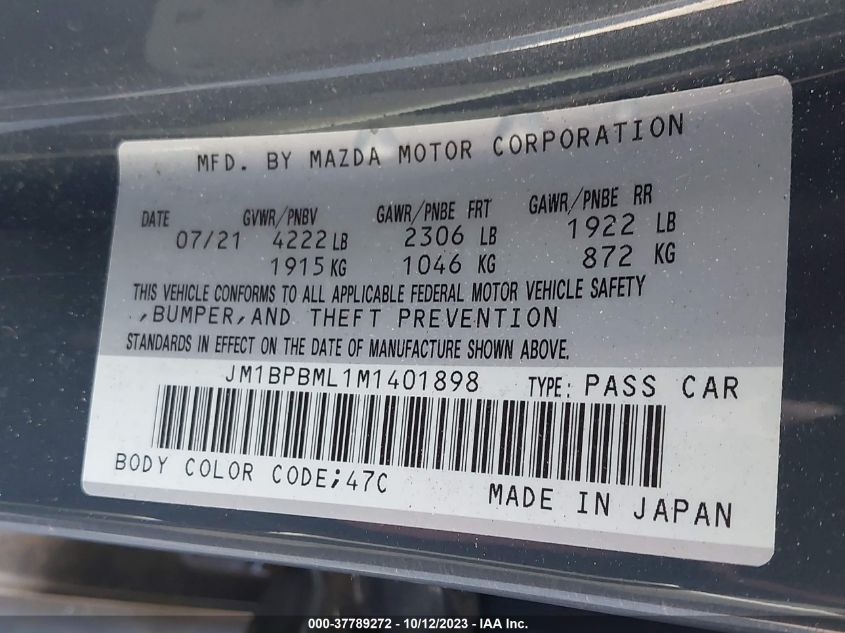 MFD. BY MAZDA MOTOR CORPORATION
DATE GVWR/PNBV GAWR/PNBE FRT GAWR/PNBE RR
07/21 4222 LB 2306 LB 1922 LB
1915 KG 1046 KG 872 KG
THIS VEHICLE CONFORMS TO ALL APPLICABLE FEDERAL MOTOR VEHICLE SAFETY
,BUMPER,AND THEFT PREVENTION
STANDARDS IN EFFECT ON THE DATE OF MANUFACTURE SHOWN ABOVE.
JM1BPBML1M1401898 TYPE: PASS CAR
BODY COLOR CODE;47C
MADE IN JAPAN
000-37789272 - 10/12/2023 - IAA Inc.